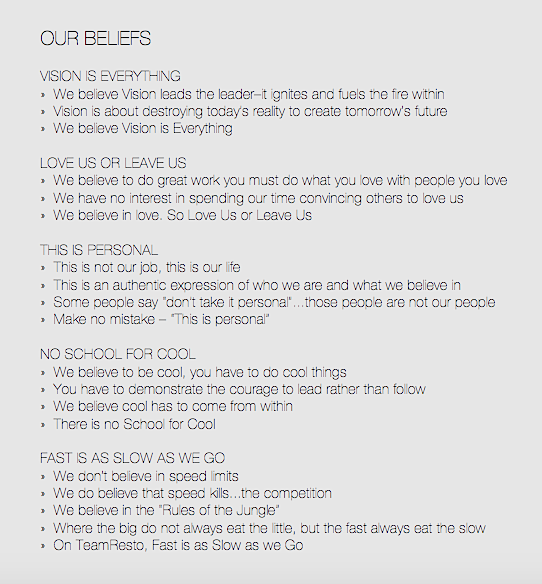 OUR BELIEFS
VISION IS EVERYTHING
» We believe Vision leads the leader–it ignites and fuels the fire within
» Vision is about destroying today's reality to create tomorrow's future
» We believe Vision is Everything
LOVE US OR LEAVE US
» We believe to do great work you must do what you love with people you love
» We have no interest in spending our time convincing others to love us
» We believe in love. So Love Us or Leave Us
THIS IS PERSONAL
» This is not our job, this is our life
» This is an authentic expression of who we are and what we believe in
» Some people say "don't take it personal"...those people are not our people
» Make no mistake – "This is personal"
NO SCHOOL FOR COOL
» We believe to be cool, you have to do cool things
» You have to demonstrate the courage to lead rather than follow
» We believe cool has to come from within
» There is no School for Cool
FAST IS AS SLOW AS WE GO
» We don't believe in speed limits
» We do believe that speed kills...the competition
» We believe in the "Rules of the Jungle"
» Where the big do not always eat the little, but the fast always eat the slow
» On TeamResto, Fast is as Slow as we Go